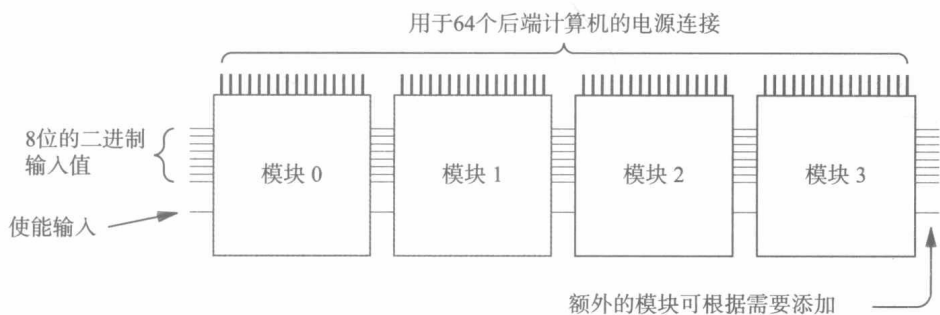 用于64个后端计算机的电源连接
8位的二进制
输入值
模块 0
模块 1
模块 2
模块 3
使能输入
额外的模块可根据需要添加